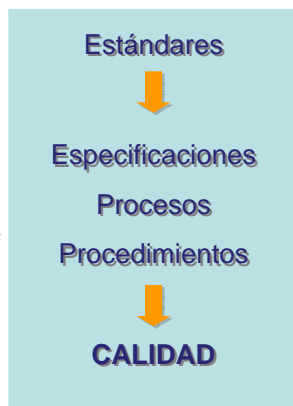 Estándares
Especificaciones
Procesos
Procedimientos
CALIDAD